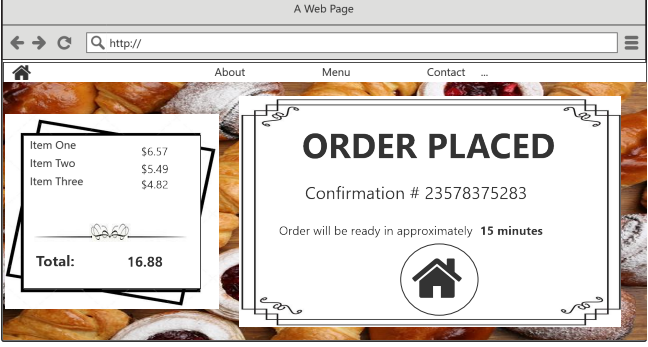 A Web Page
http://
About Menu Contact ...
Item One $6.57
Item Two $5.49
Item Three $4.82
Total: 16.88
ORDER PLACED
Confirmation # 23578375283
Order will be ready in approximately 15 minutes